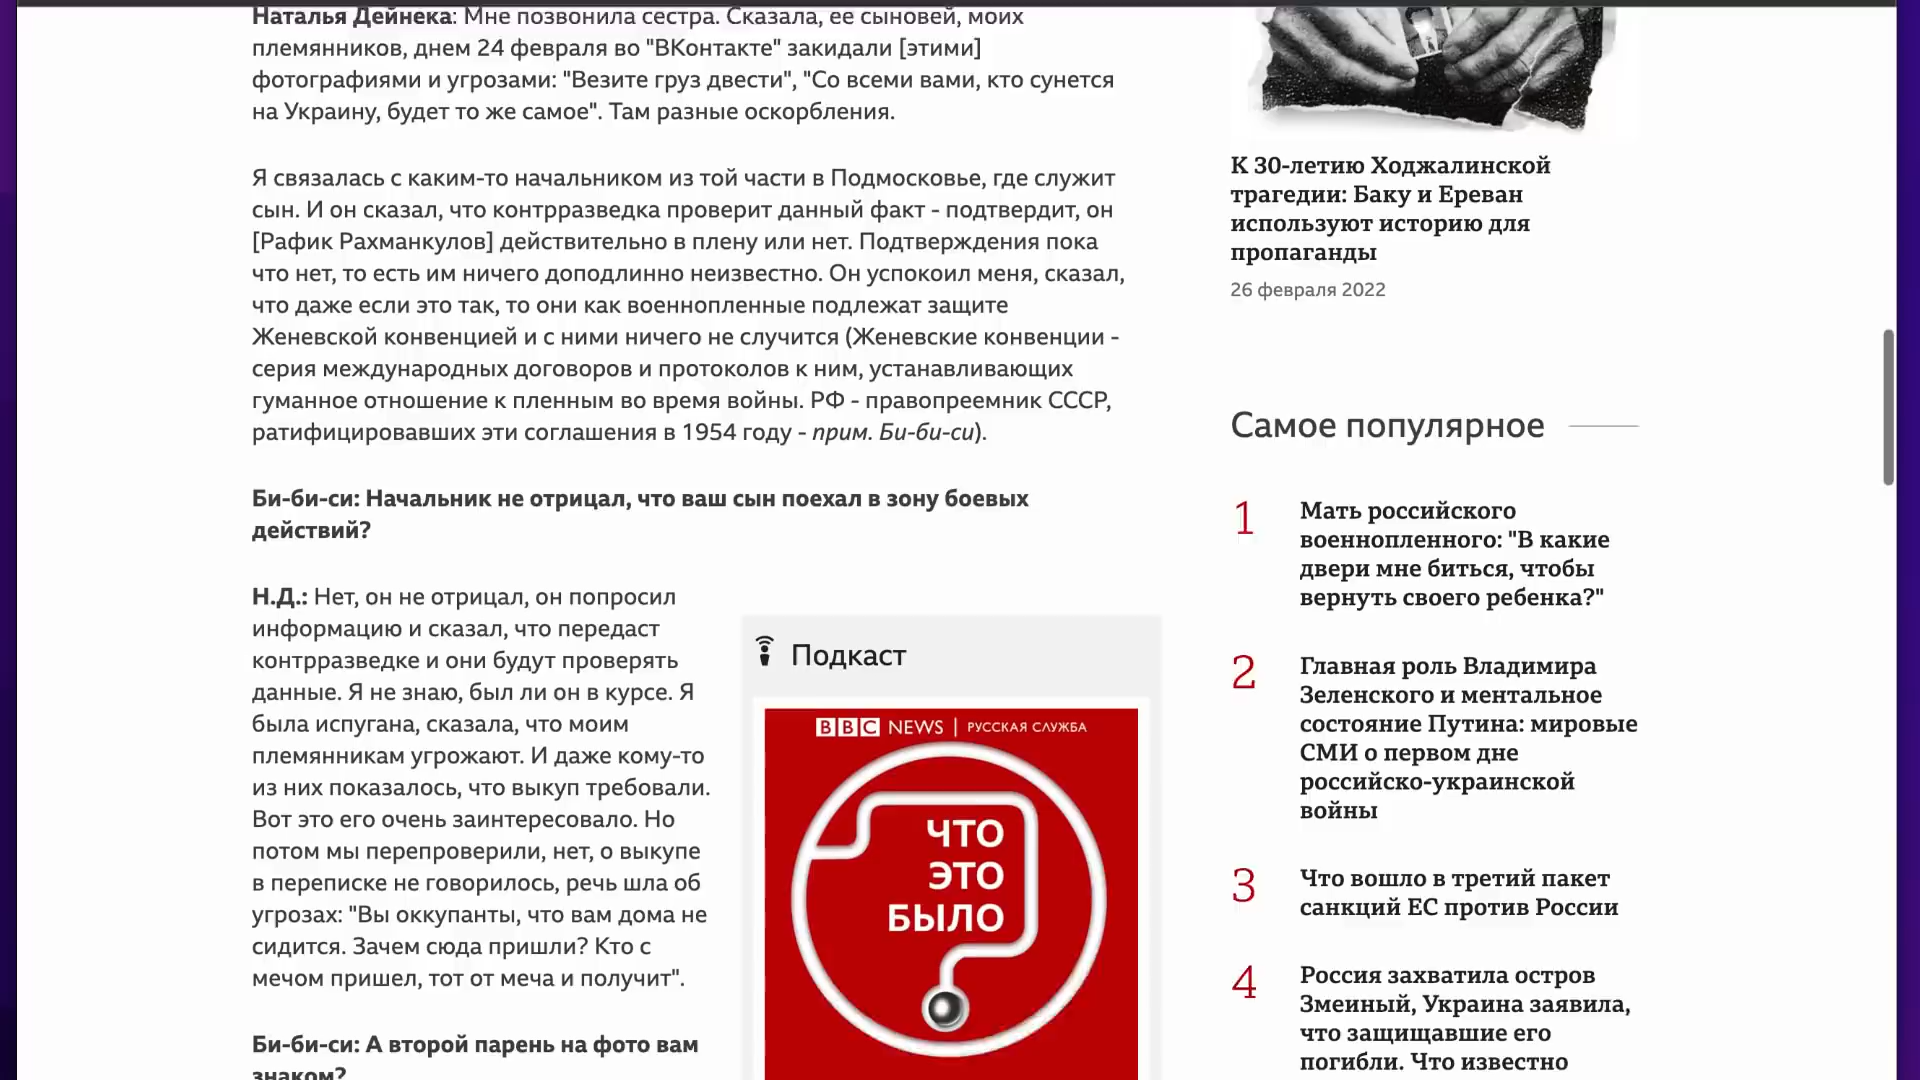 Наталья Дейнека: Мне позвонила сестра. Сказала, ее сыновей, моих
племянников, днем 24 февраля во "ВКонтакте" закидали [этими]
фотографиями и угрозами: "Везите груз двести", "Со всеми вами, кто сунется
на Украину, будет то же самое". Там разные оскорбления.
Я связалась с каким-то начальником из той части в Подмосковье, где служит
сын. И он сказал, что контрразведка проверит данный факт - подтвердит, он
[Рафик Рахманкулов] действительно в плену или нет. Подтверждения пока
что нет, то есть им ничего доподлинно неизвестно. Он успокоил меня, сказал,
что даже если это так, то они как военнопленные подлежат защите
Женевской конвенцией и с ними ничего не случится (Женевские конвенции -
серия международных договоров и протоколов к ним, устанавливающих
гуманное отношение к пленным во время войны. РФ - правопреемник СССР,
ратифицировавших эти соглашения в 1954 году - прим. Би-би-си).
Би-би-си: Начальник не отрицал, что ваш сын поехал в зону боевых
действий?
Н.Д.: Нет, он не отрицал, он попросил
информацию и сказал, что передаст
контрразведке и они будут проверять
данные. Я не знаю, был ли он в курсе. Я
была испугана, сказала, что моим
племянникам угрожают. И даже кому-то
из них показалось, что выкуп требовали.
Вот это его очень заинтересовало. Но
потом мы перепроверили, нет, о выкупе
в переписке не говорилось, речь шла об
угрозах: "Вы оккупанты, что вам дома не
сидится. Зачем сюда пришли? Кто с
мечом пришел, тот от меча и получит".
Би-би-си: А второй парень на фото вам
знаком?
Подкаст
BBC NEWS | РУССКАЯ СЛУЖБА
ЧТО
ЭТО
БЫЛО
К 30-летию Ходжалинской
трагедии: Баку и Ереван
используют историю для
пропаганды
26 февраля 2022
Самое популярное
1
Мать российского
военнопленного: "В какие
двери мне биться, чтобы
вернуть своего ребенка?"
2
Главная роль Владимира
Зеленского и ментальное
состояние Путина: мировые
СМИ о первом дне
российско-украинской
войны
3
Что вошло в третий пакет
санкций ЕС против России
4
Россия захватила остров
Змеиный, Украина заявила,
что защищавшие его
погибли. Что известно